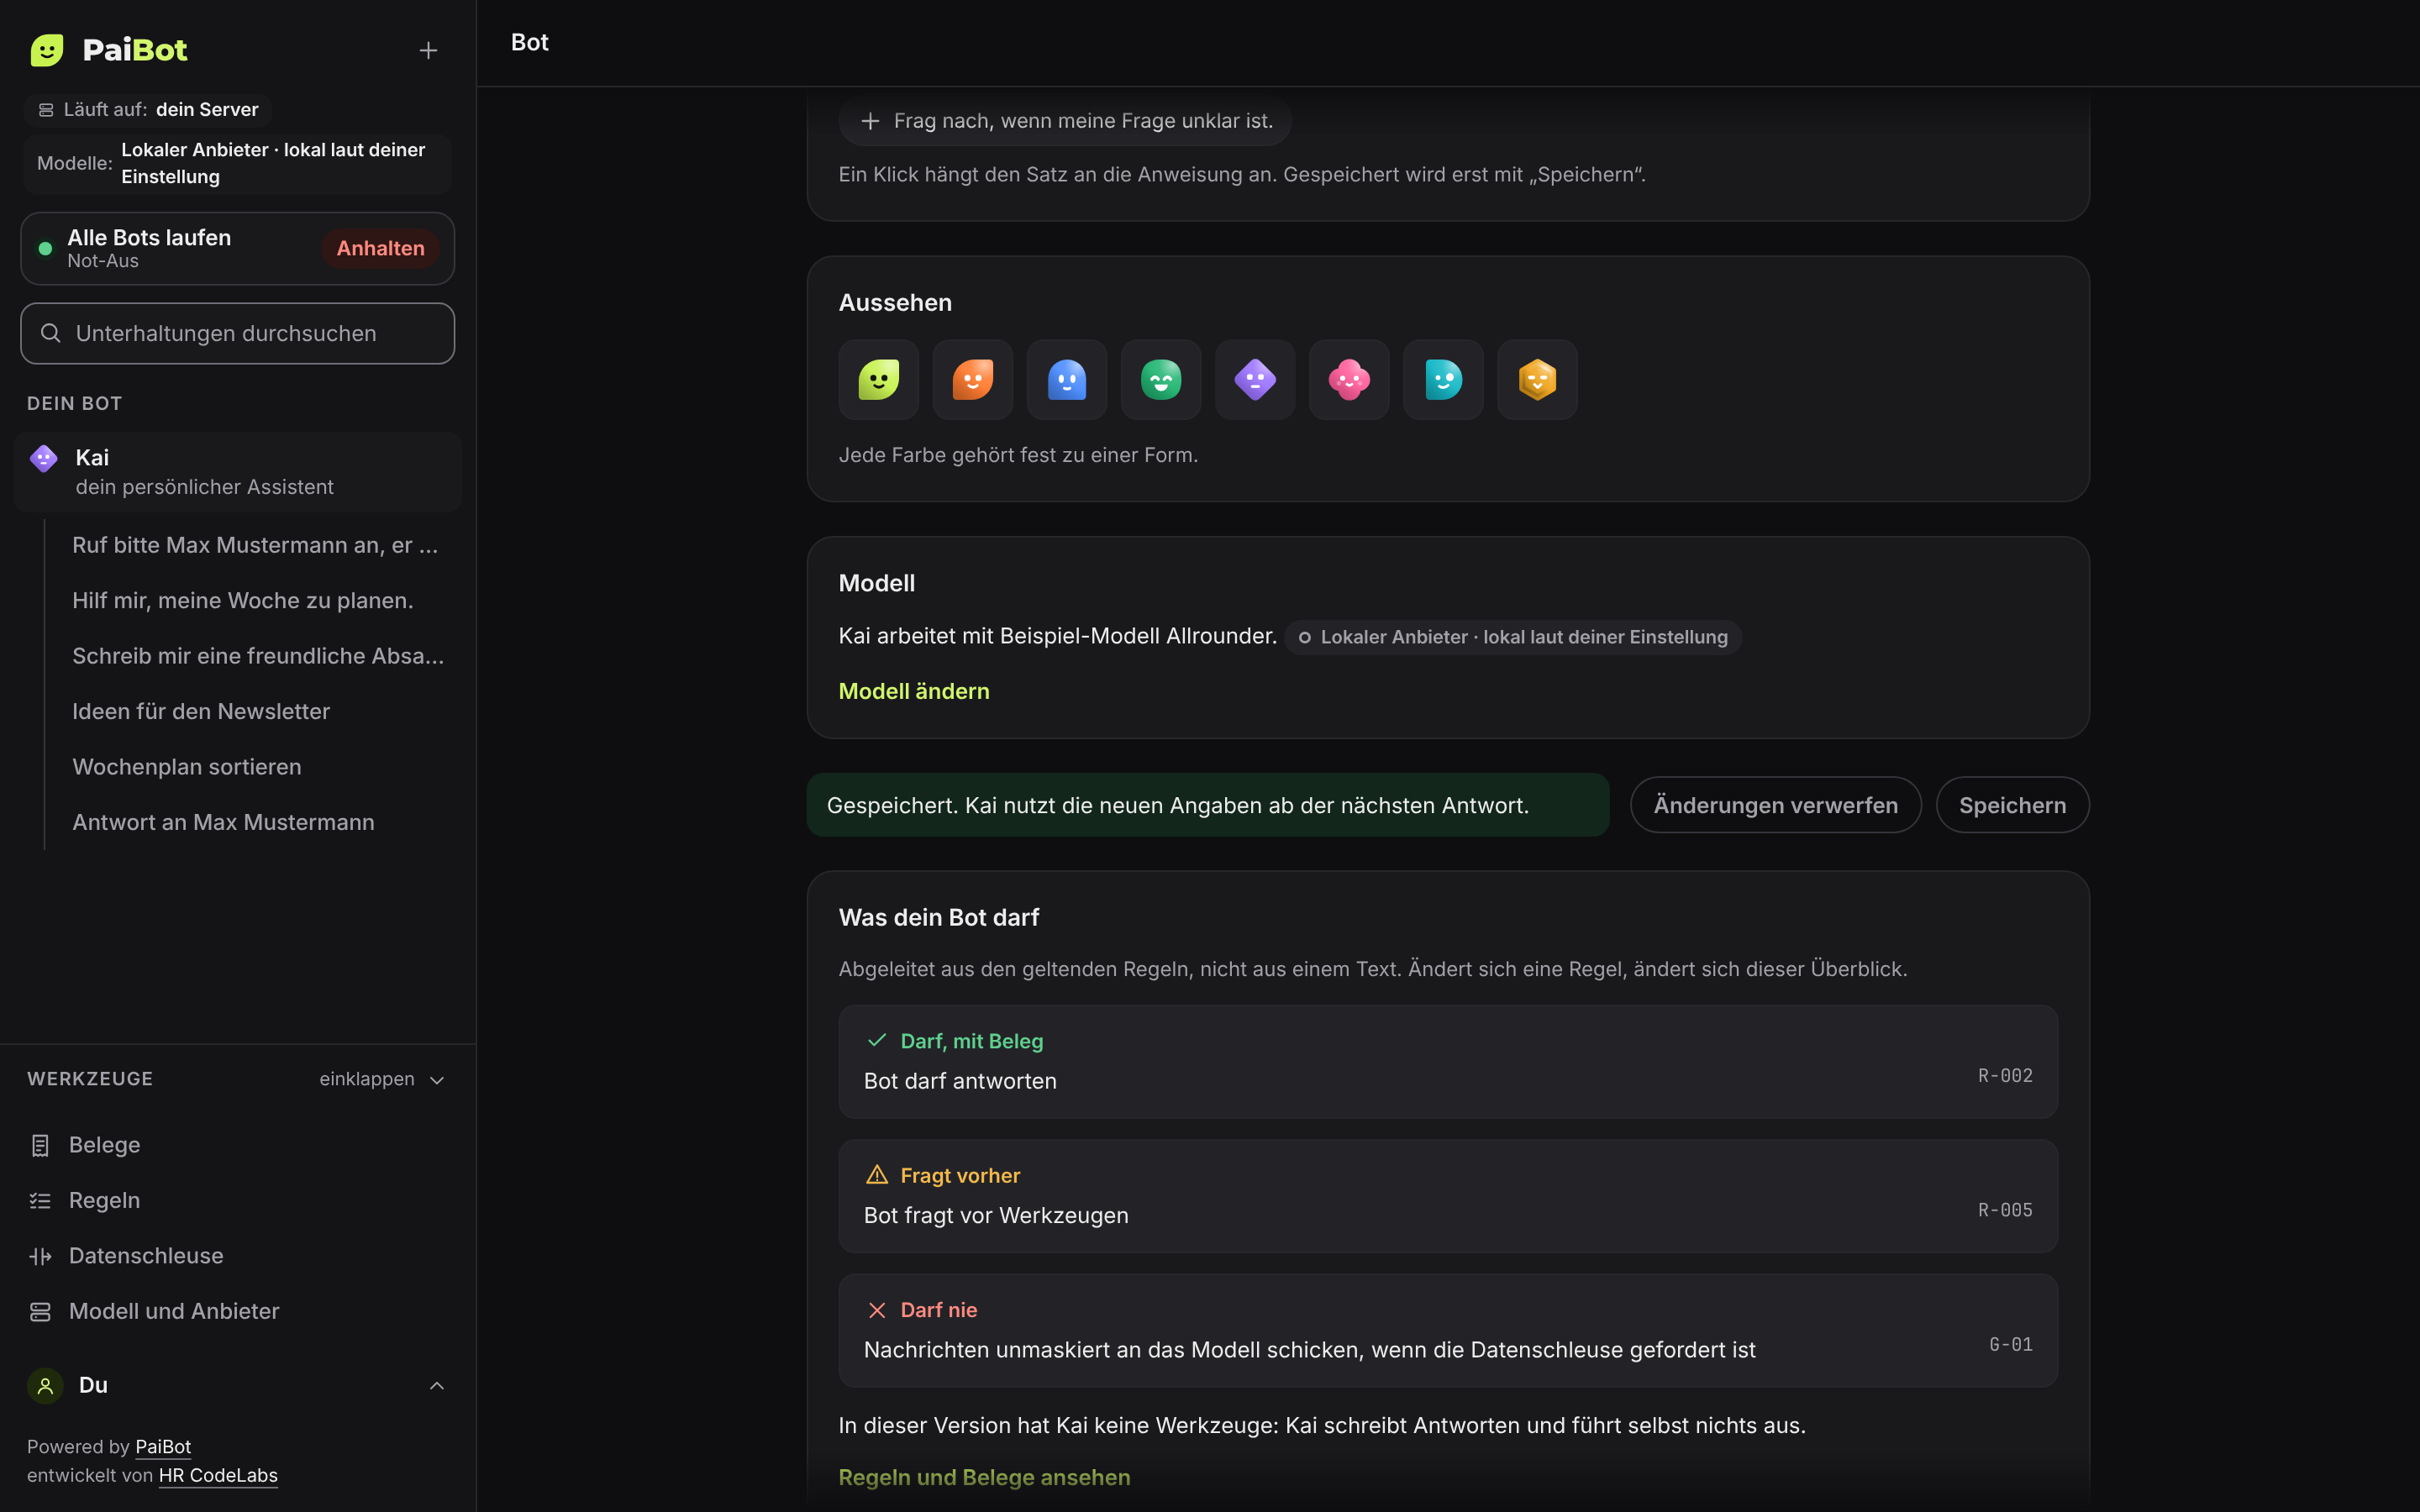 PaiBot
Läuft auf: dein Server
Modelle: Lokaler Anbieter · lokal laut deiner
Einstellung
Alle Bots laufen
Not-Aus
Anhalten
Unterhaltungen durchsuchen
DEIN BOT
Kai
dein persönlicher Assistent
Ruf bitte Max Mustermann an, er ...
Hilf mir, meine Woche zu planen.
Schreib mir eine freundliche Absa...
Ideen für den Newsletter
Wochenplan sortieren
Antwort an Max Mustermann
WERKZEUGE einklappen
Belege
Regeln
Datenschleuse
Modell und Anbieter
Du
Powered by PaiBot
entwickelt von HR CodeLabs
Bot
Frag nach, wenn meine Frage unklar ist.
Ein Klick hängt den Satz an die Anweisung an. Gespeichert wird erst mit „Speichern“.
Aussehen
Jede Farbe gehört fest zu einer Form.
Modell
Kai arbeitet mit Beispiel-Modell Allrounder. Lokaler Anbieter · lokal laut deiner Einstellung
Modell ändern
Gespeichert. Kai nutzt die neuen Angaben ab der nächsten Antwort. Änderungen verwerfen Speichern
Was dein Bot darf
Abgeleitet aus den geltenden Regeln, nicht aus einem Text. Ändert sich eine Regel, ändert sich dieser Überblick.
Darf, mit Beleg
Bot darf antworten R-002
Fragt vorher
Bot fragt vor Werkzeugen R-005
Darf nie
Nachrichten unmaskiert an das Modell schicken, wenn die Datenschleuse gefordert ist G-01
In dieser Version hat Kai keine Werkzeuge: Kai schreibt Antworten und führt selbst nichts aus.
Regeln und Belege ansehen